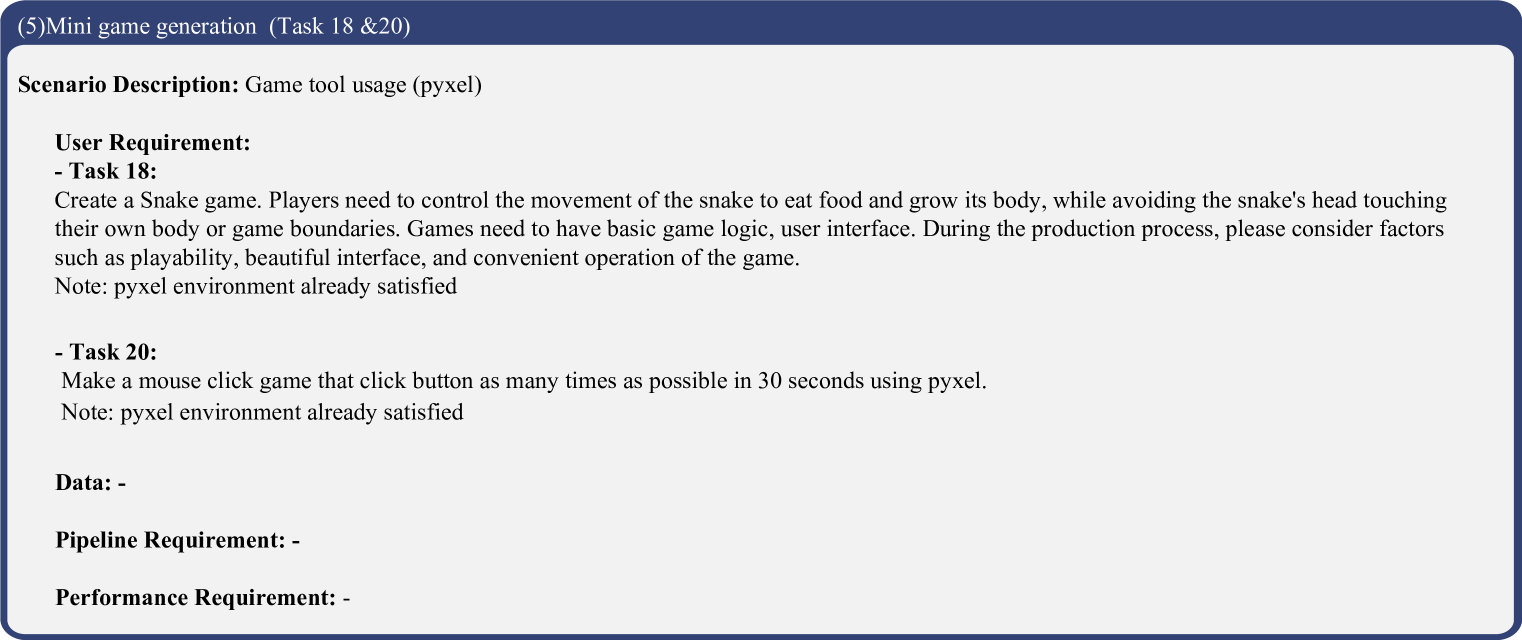 (5)Mini game generation  (Task 18 &20)
Scenario Description: Game tool usage (pyxel)
User Requirement:
- Task 18:
Create a Snake game. Players need to control the movement of the snake to eat food and grow its body, while avoiding the snake's head touching
their own body or game boundaries. Games need to have basic game logic, user interface. During the production process, please consider factors
such as playability, beautiful interface, and convenient operation of the game.
Note: pyxel environment already satisfied
- Task 20:
Make a mouse click game that click button as many times as possible in 30 seconds using pyxel.
Note: pyxel environment already satisfied
Data: -
Pipeline Requirement: -
Performance Requirement: -